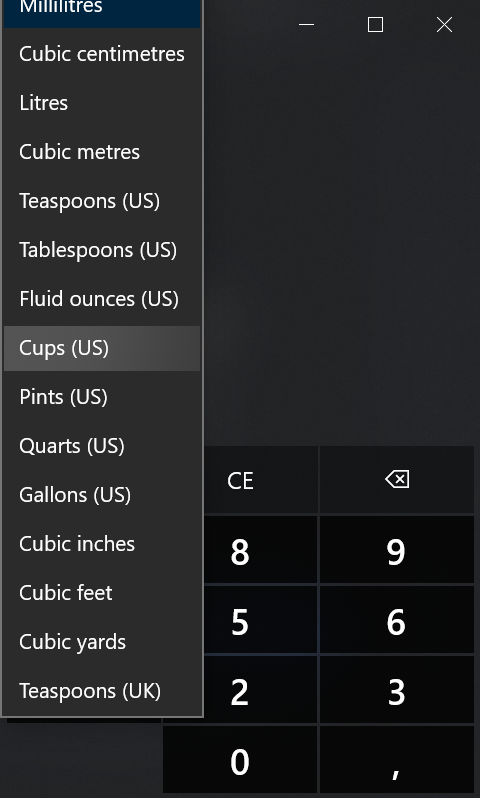 Millilitres
Cubic centimetres
Litres
Cubic metres
Teaspoons (US)
Tablespoons (US)
Fluid ounces (US)
Cups (US)
Pints (US)
Quarts (US)
Gallons (US)
Cubic inches
Cubic feet
Cubic yards
Teaspoons (UK)
CE
8 9
5 6
2 3
0 ,